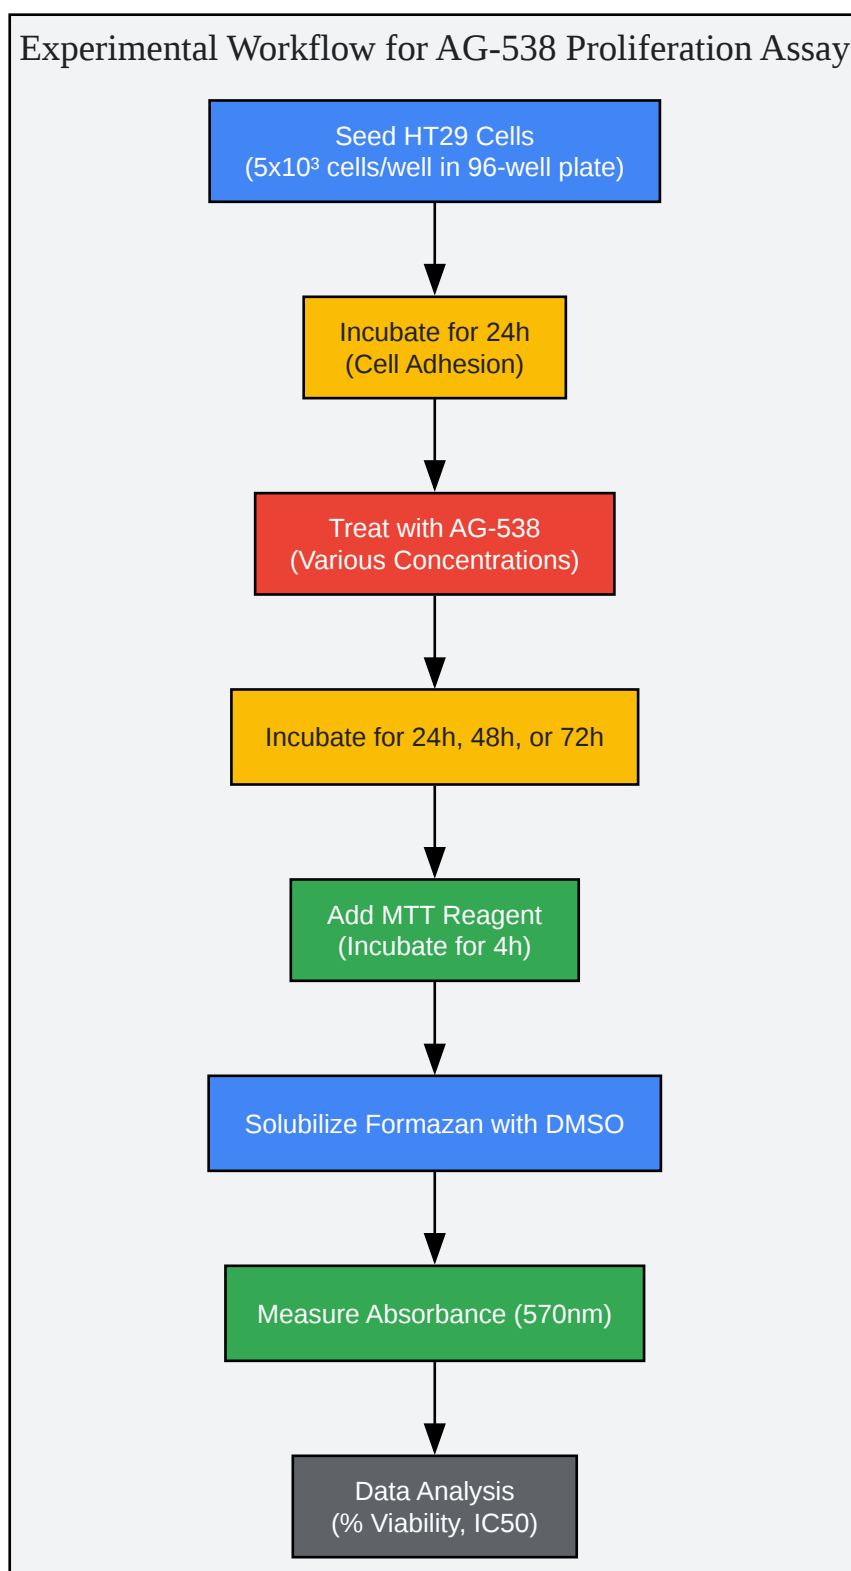 Experimental Workflow for AG-538 Proliferation Assay
Seed HT29 Cells
(5x10³ cells/well in 96-well plate)
Incubate for 24h
(Cell Adhesion)
Treat with AG-538
(Various Concentrations)
Incubate for 24h, 48h, or 72h
Add MTT Reagent
(Incubate for 4h)
Solubilize Formazan with DMSO
Measure Absorbance (570nm)
Data Analysis
(% Viability, IC50)